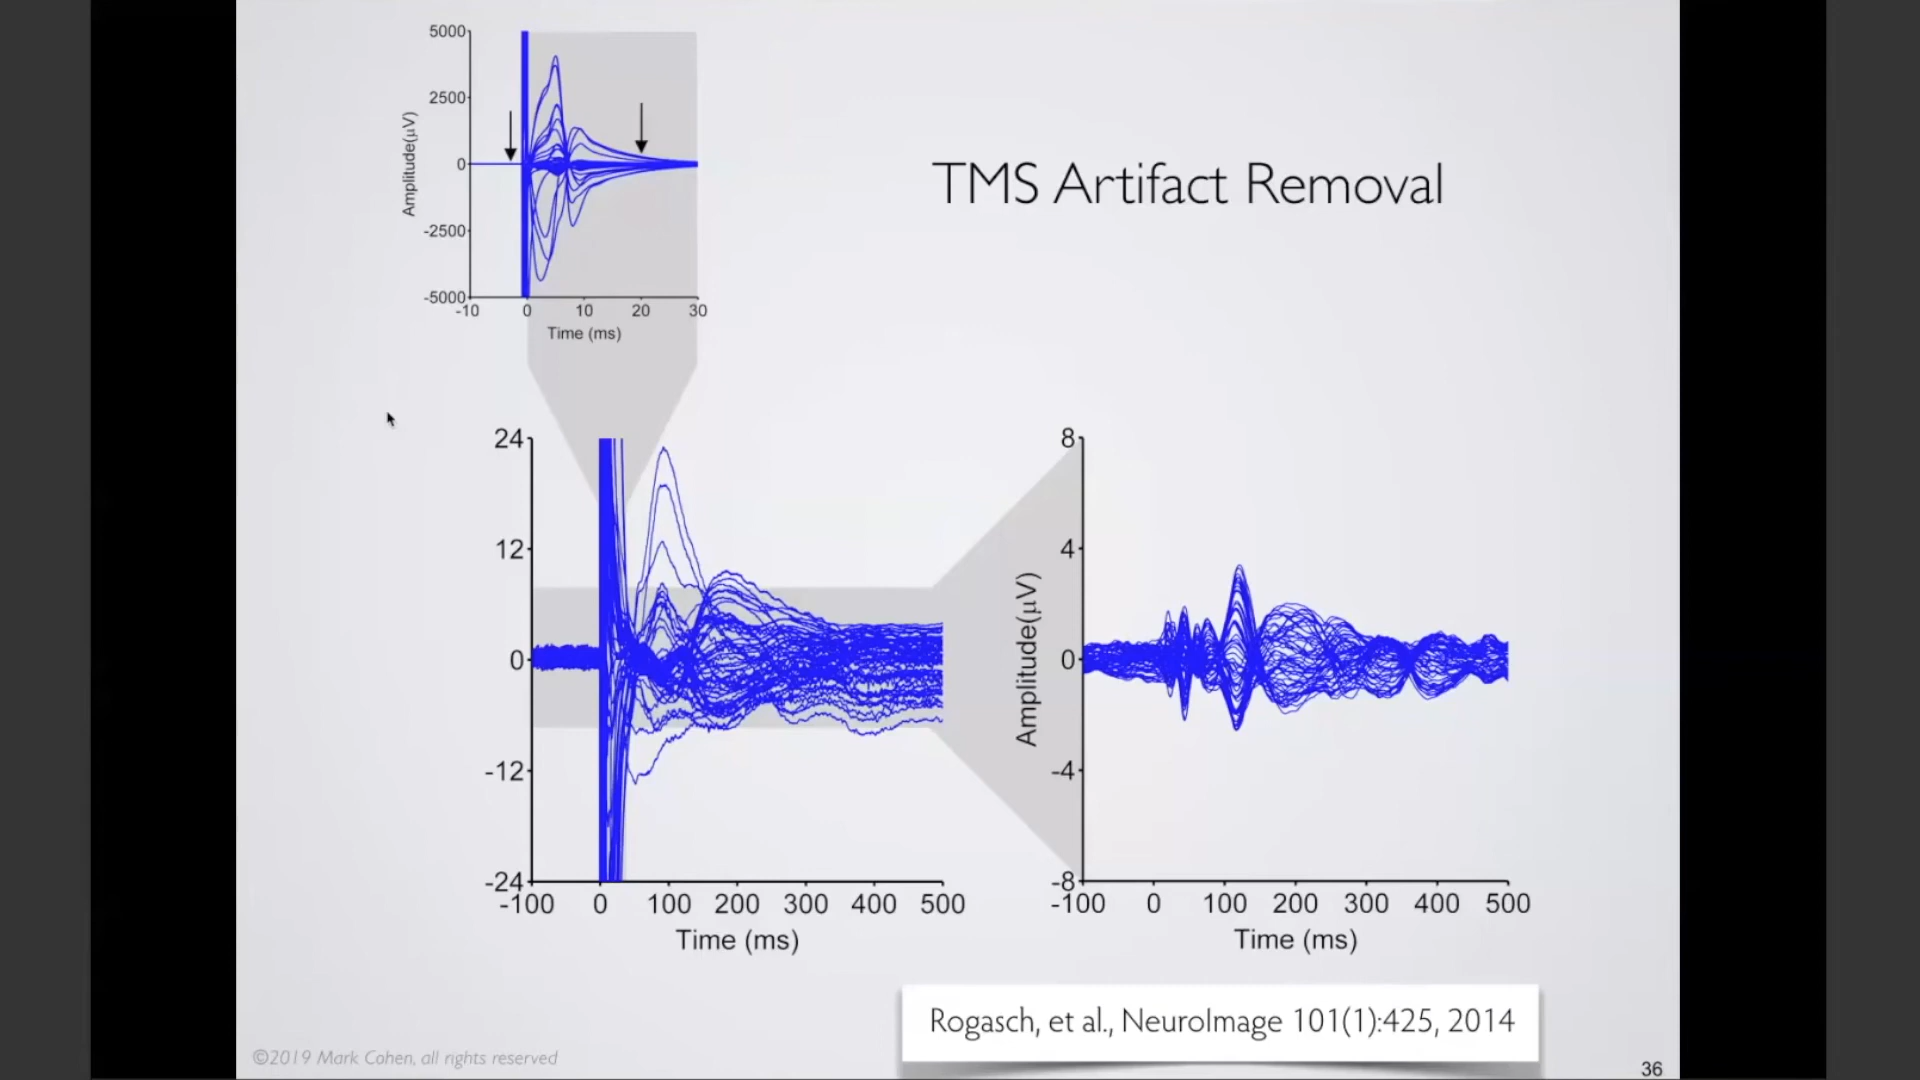 5000
2500
0
-2500
-5000
Amplitude(μV)
-10 0 10 20 30
Time (ms)
TMS Artifact Removal
24
12
0
-12
-24
-100 0 100 200 300 400 500
Time (ms)
8
4
0
-4
-8
Amplitude(μV)
-100 0 100 200 300 400 500
Time (ms)
Rogasch, et al., NeuroImage 101(1):425, 2014
©2019 Mark Cohen, all rights reserved
36